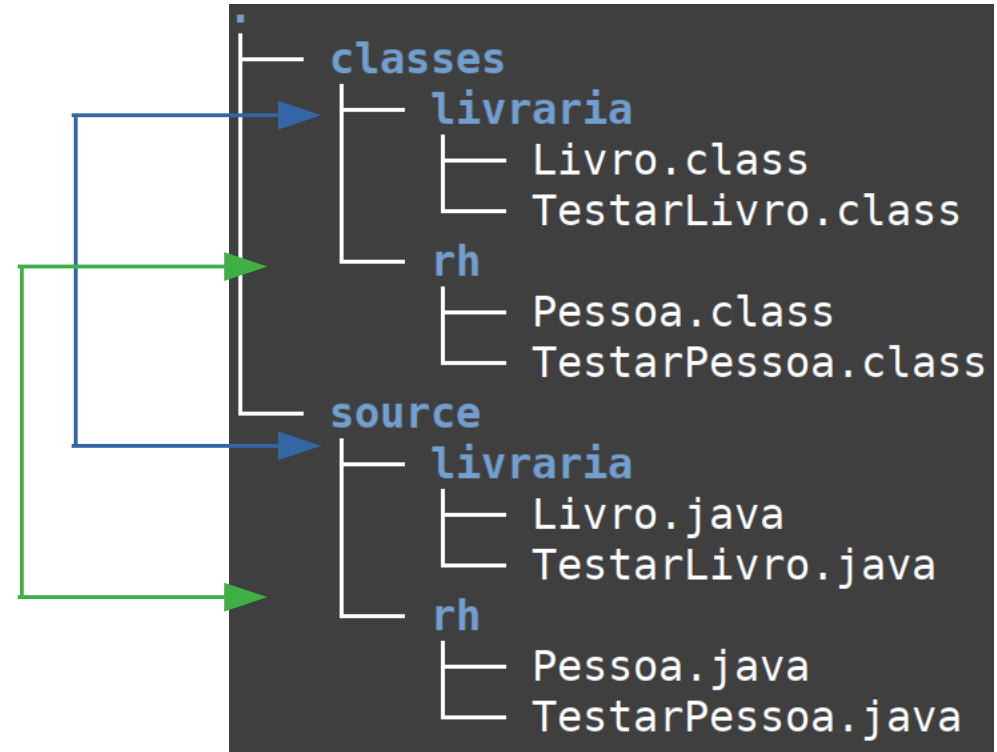 .
classes
livraria
Livro.class
TestarLivro.class
rh
Pessoa.class
TestarPessoa.class
source
livraria
Livro.java
TestarLivro.java
rh
Pessoa.java
TestarPessoa.java